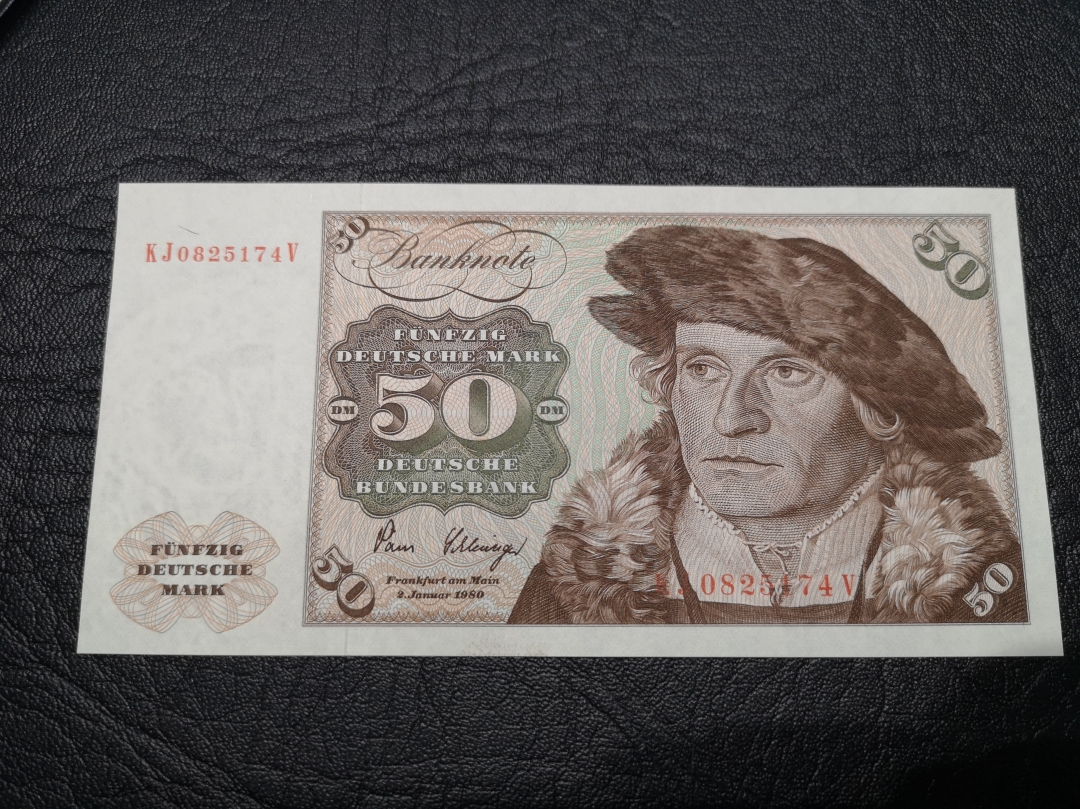 50
Banknote
50
KJ0825174V
FÜNFZIG
DEUTSCHE MARK
DM
50
DM
DEUTSCHE
BUNDESBANK
FÜNFZIG
DEUTSCHE
MARK
50
Frankfurt am Main
2. Januar 1980
KJ0825174V
50